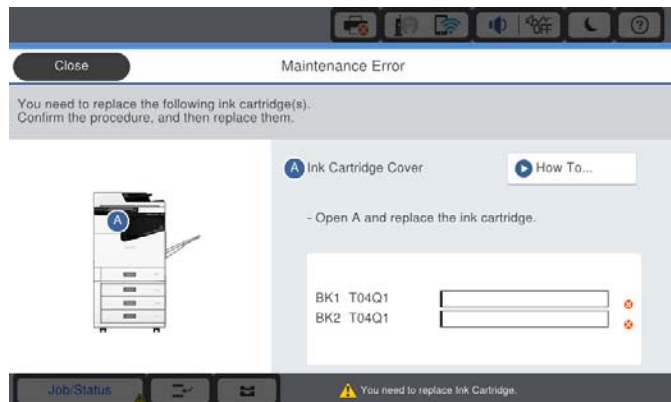 Close
Maintenance Error
You need to replace the following ink cartridge(s).
Confirm the procedure, and then replace them.
A Ink Cartridge Cover
How To...
A
- Open A and replace the ink cartridge.
BK1 T04Q1
BK2 T04Q1
Job/Status
You need to replace Ink Cartridge.